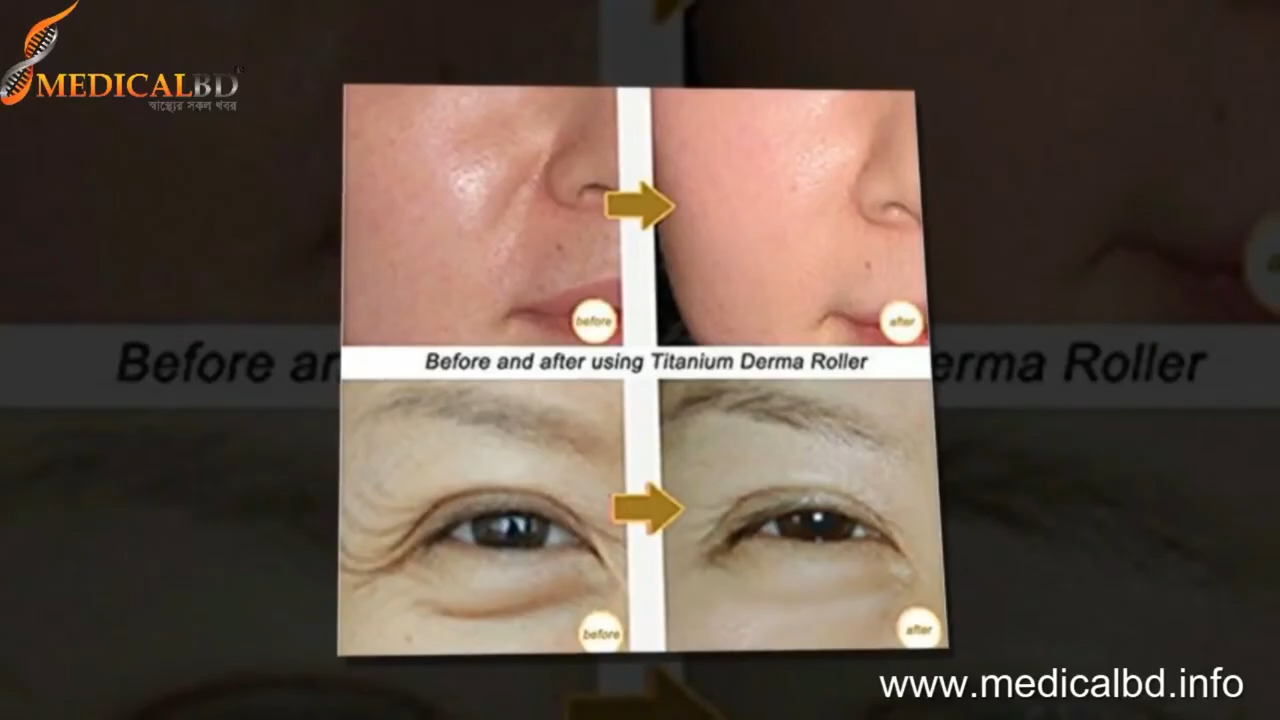 MEDICALBD
স্বাস্থ্যের সকল খবর
before
after
Before and after using Titanium Derma Roller
before
after
Before an
erma Roller
www.medicalbd.info